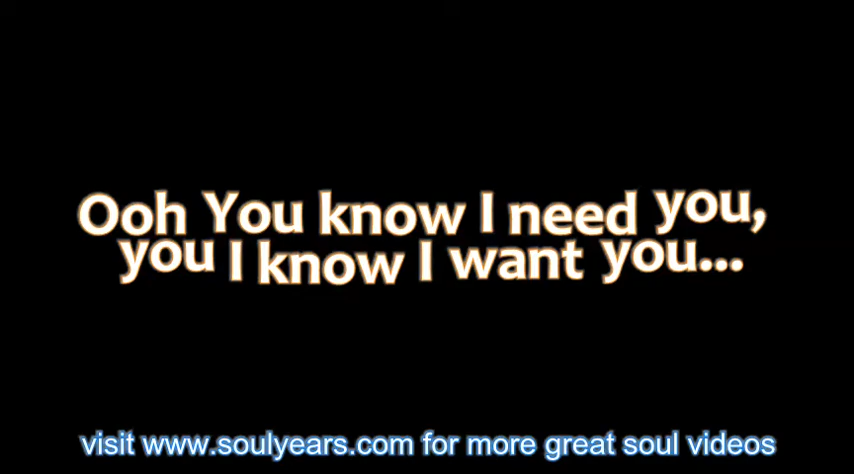 Ooh You know I need you,
you I know I want you...
visit www.soulyears.com for more great soul videos